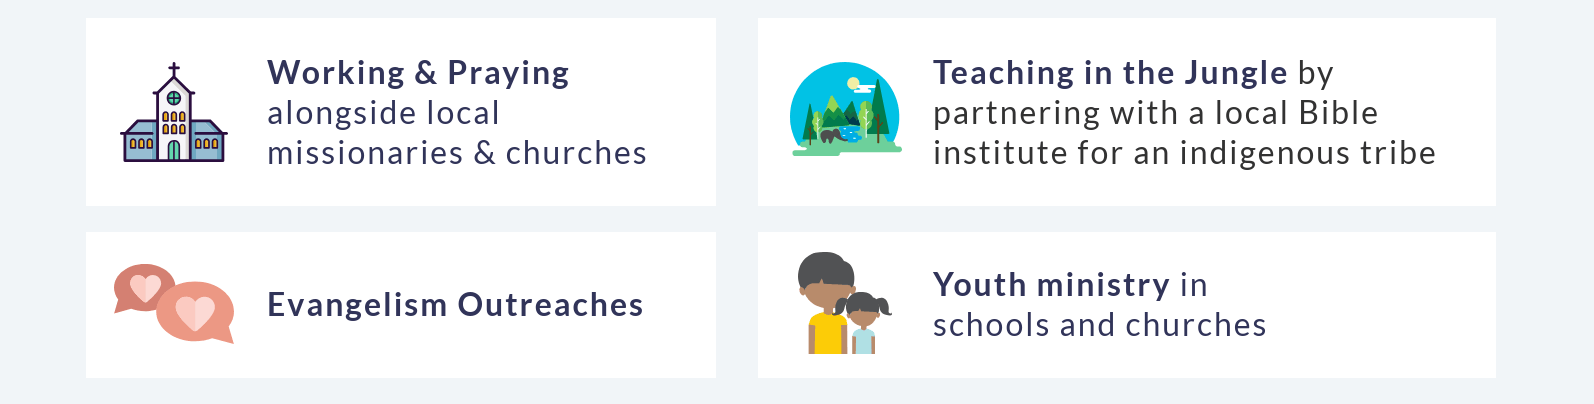 Working & Praying
alongside local
missionaries & churches
Teaching in the Jungle by
partnering with a local Bible
institute for an indigenous tribe
Evangelism Outreaches
Youth ministry in
schools and churches